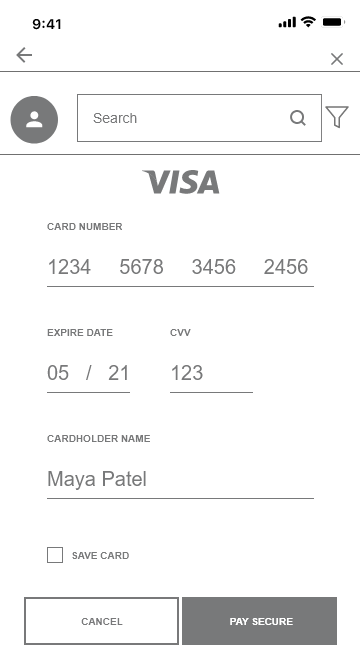 9:41
Search
VISA
CARD NUMBER
1234 5678 3456 2456
EXPIRE DATE CVV
05 / 21 123
CARDHOLDER NAME
Maya Patel
SAVE CARD
CANCEL PAY SECURE